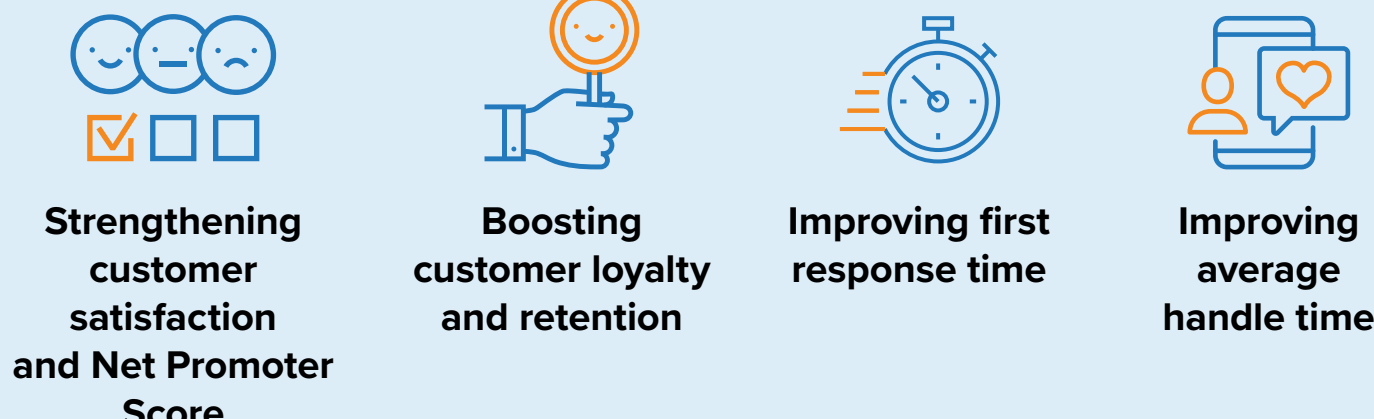 Strengthening
customer
satisfaction
and Net Promoter
Score
Boosting
customer loyalty
and retention
Improving first
response time
Improving
average
handle time